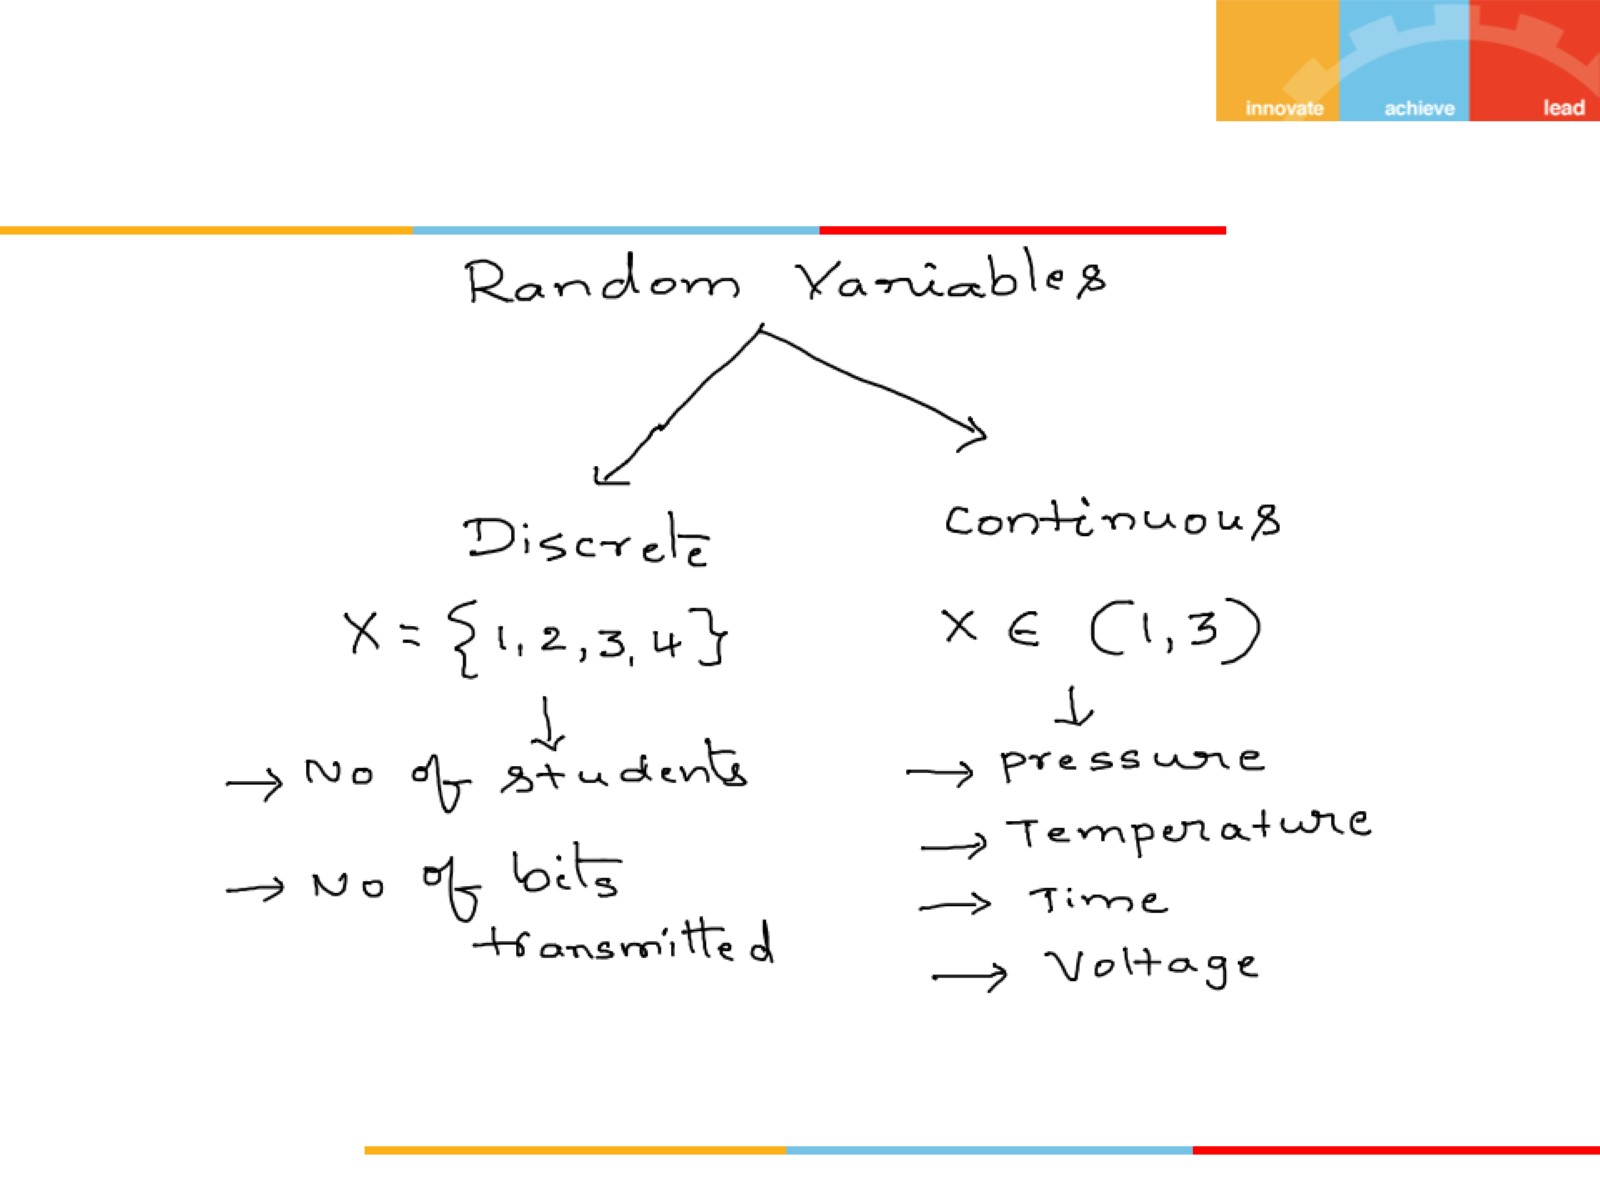 innovate achieve lead
Random Variables
Discrete
X = {1, 2, 3, 4}
↓
→ No of students
→ No of bits
transmitted
continuous
X ∈ (1, 3)
↓
→ pressure
→ Temperature
→ Time
→ Voltage